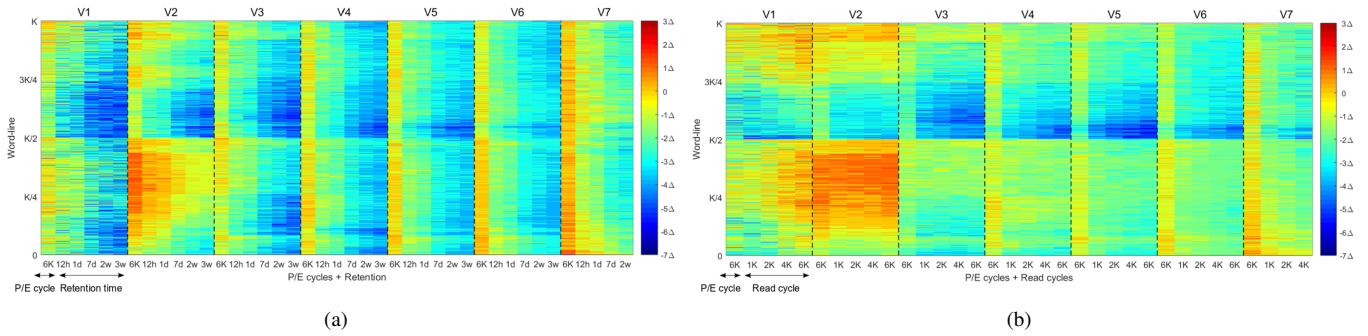 V1 V2 V3 V4 V5 V6 V7
K
3K/4
K/2
K/4
0
Word-line
3Δ
2Δ
1Δ
0
-1Δ
-2Δ
-3Δ
-4Δ
-5Δ
-6Δ
-7Δ
6K 12h 1d 7d 2w 3w 6K 12h 1d 7d 2w 3w 6K 12h 1d 7d 2w 3w 6K 12h 1d 7d 2w 3w 6K 12h 1d 7d 2w 3w 6K 12h 1d 7d 2w 3w 6K 12h 1d 7d 2w
P/E cycles + Retention
P/E cycle Retention time
(a)
V1 V2 V3 V4 V5 V6 V7
K
3K/4
K/2
K/4
0
Word-line
3Δ
2Δ
1Δ
0
-1Δ
-2Δ
-3Δ
-4Δ
-5Δ
-6Δ
-7Δ
6K 1K 2K 4K 6K 6K 1K 2K 4K 6K 6K 1K 2K 4K 6K 6K 1K 2K 4K 6K 6K 1K 2K 4K 6K 6K 1K 2K 4K 6K 6K 1K 2K 4K
P/E cycles + Read cycles
P/E cycle Read cycle
(b)